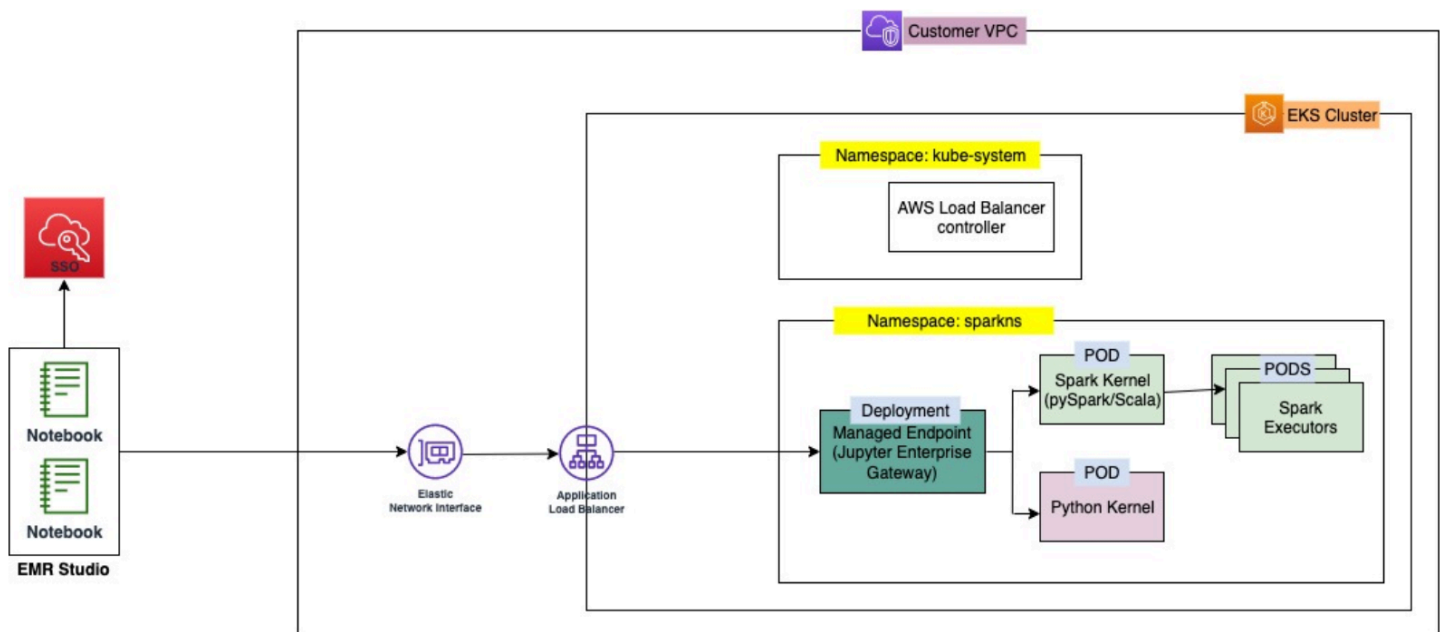 Customer VPC
EKS Cluster
Namespace: kube-system
AWS Load Balancer
controller
SSO
Namespace: sparkns
POD
Spark Kernel
(pySpark/Scala)
PODS
Spark
Executors
Deployment
Managed Endpoint
(Jupyter Enterprise
Gateway)
POD
Python Kernel
Notebook
Notebook
EMR Studio
Elastic
Network Interface
Application
Load Balancer